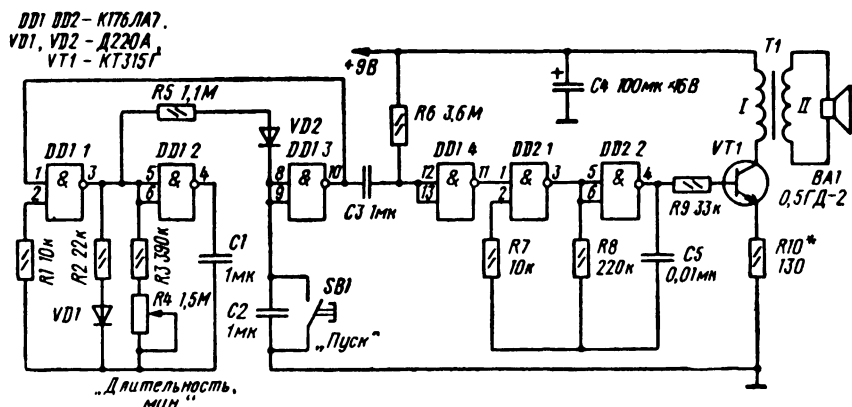 DD1 DD2 – К176ЛА7,
VD1, VD2 – Д220А,
VT1 – КТ315Г
R5 1,1М
VD2
DD1 1
DD1 2
DD1 3
1
2
3
&
5
6
4
&
8
9
10
&
R1 10к
R2 22к
R3 390к
R4 1,5М
VD1
C1
1мк
C2
1мк
SB1
„Пуск“
„Длительность,
мин“
+9В
R6 3,6М
C3 1мк
+
C4 100мк ×16В
DD1 4
DD2 1
DD2 2
12
13
11
&
1
2
3
&
5
6
4
&
R7
10к
R8
220к
C5
0,01мк
R9 33к
VT1
R10*
130
T1
I
II
BA1
0,5ГД-2